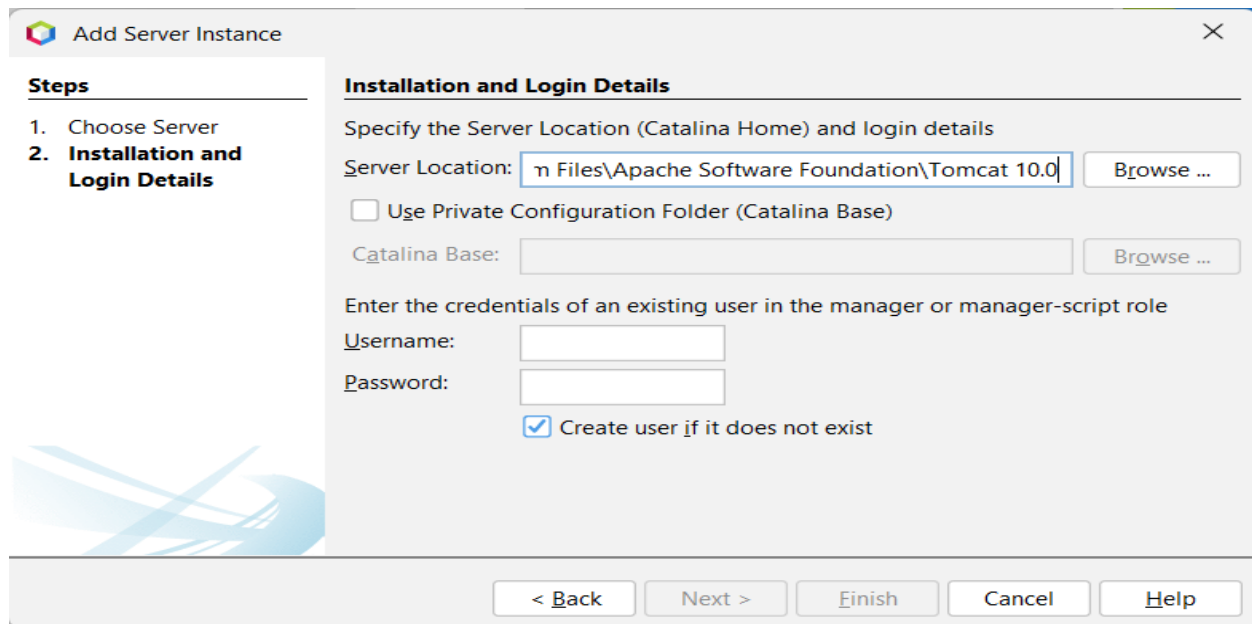 Add Server Instance
Steps
1. Choose Server
2. Installation and
Login Details
Installation and Login Details
Specify the Server Location (Catalina Home) and login details
Server Location: n Files\Apache Software Foundation\Tomcat 10.0 Browse ...
Use Private Configuration Folder (Catalina Base)
Catalina Base: Browse ...
Enter the credentials of an existing user in the manager or manager-script role
Username:
Password:
Create user if it does not exist
< Back Next > Finish Cancel Help